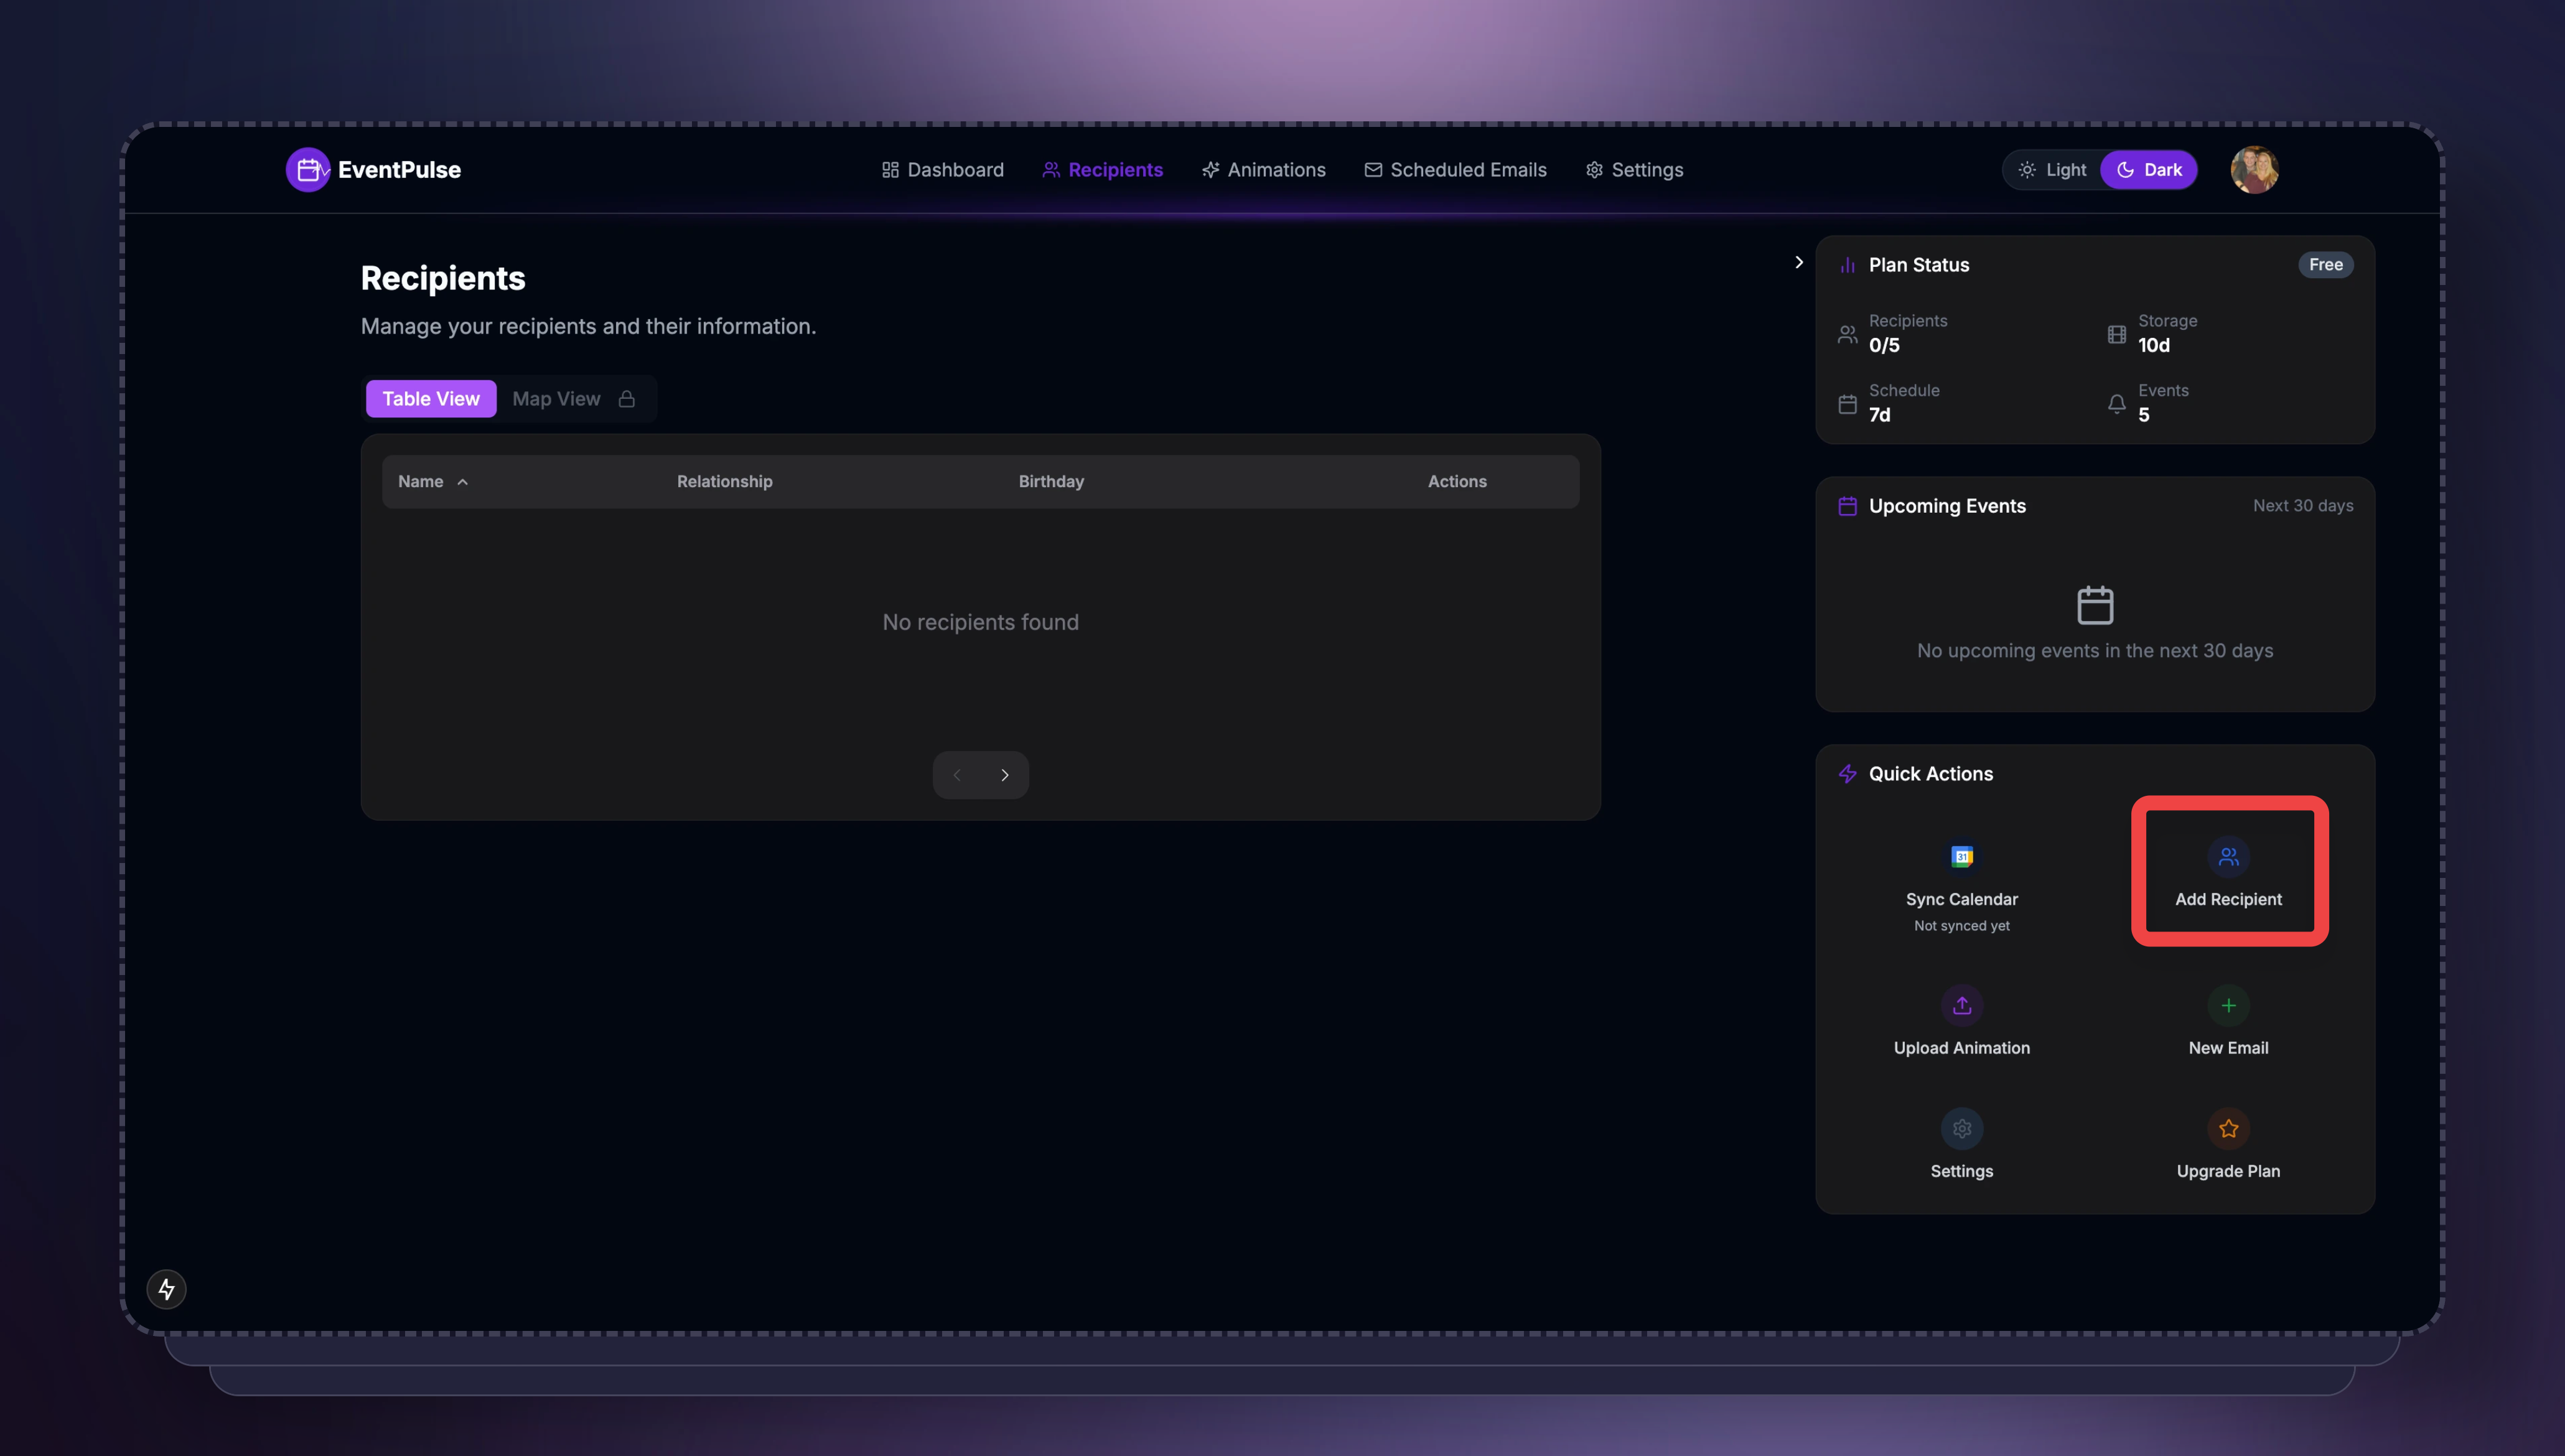 EventPulse
Dashboard
Recipients
Animations
Scheduled Emails
Settings
Light
Dark
Recipients
Manage your recipients and their information.
Table View
Map View
Name
Relationship
Birthday
Actions
No recipients found
Plan Status
Free
Recipients
0/5
Storage
10d
Schedule
7d
Events
5
Upcoming Events
Next 30 days
No upcoming events in the next 30 days
Quick Actions
31
Sync Calendar
Not synced yet
Add Recipient
Upload Animation
New Email
Settings
Upgrade Plan